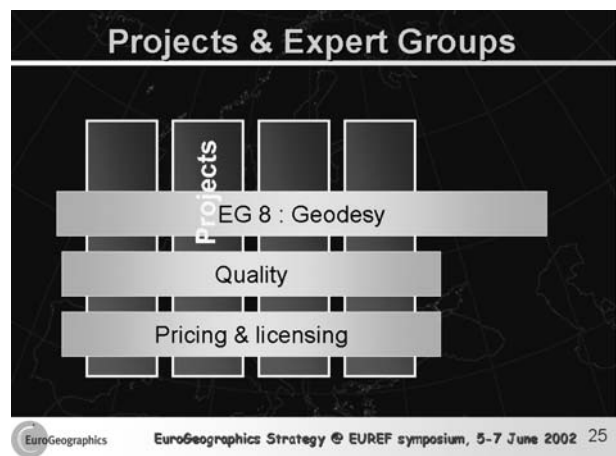 Projects & Expert Groups
Projects
EG 8 : Geodesy
Quality
Pricing & licensing
EuroGeographics
EuroGeographics Strategy @ EUREF symposium, 5-7 June 2002 25